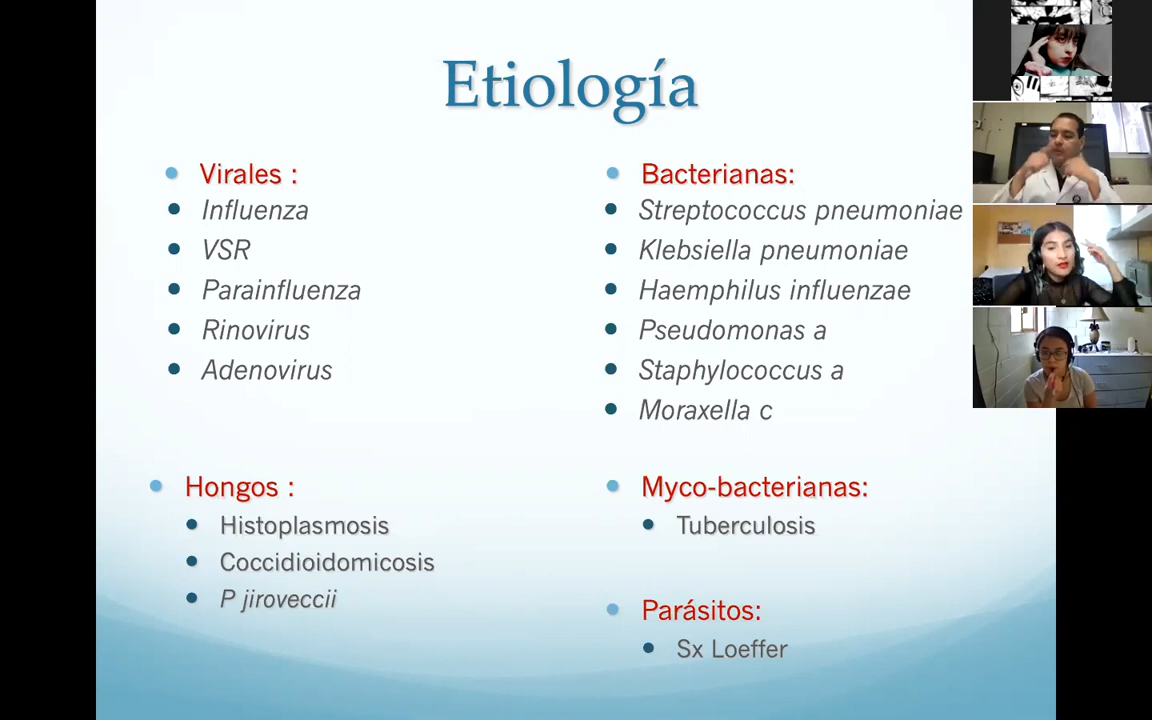 Etiología
Virales :
Influenza
VSR
Parainfluenza
Rinovirus
Adenovirus
Bacterianas:
Streptococcus pneumoniae
Klebsiella pneumoniae
Haemphilus influenzae
Pseudomonas a
Staphylococcus a
Moraxella c
Hongos :
Histoplasmosis
Coccidioidomicosis
P jiroveccii
Myco-bacterianas:
Tuberculosis
Parásitos:
Sx Loeffer